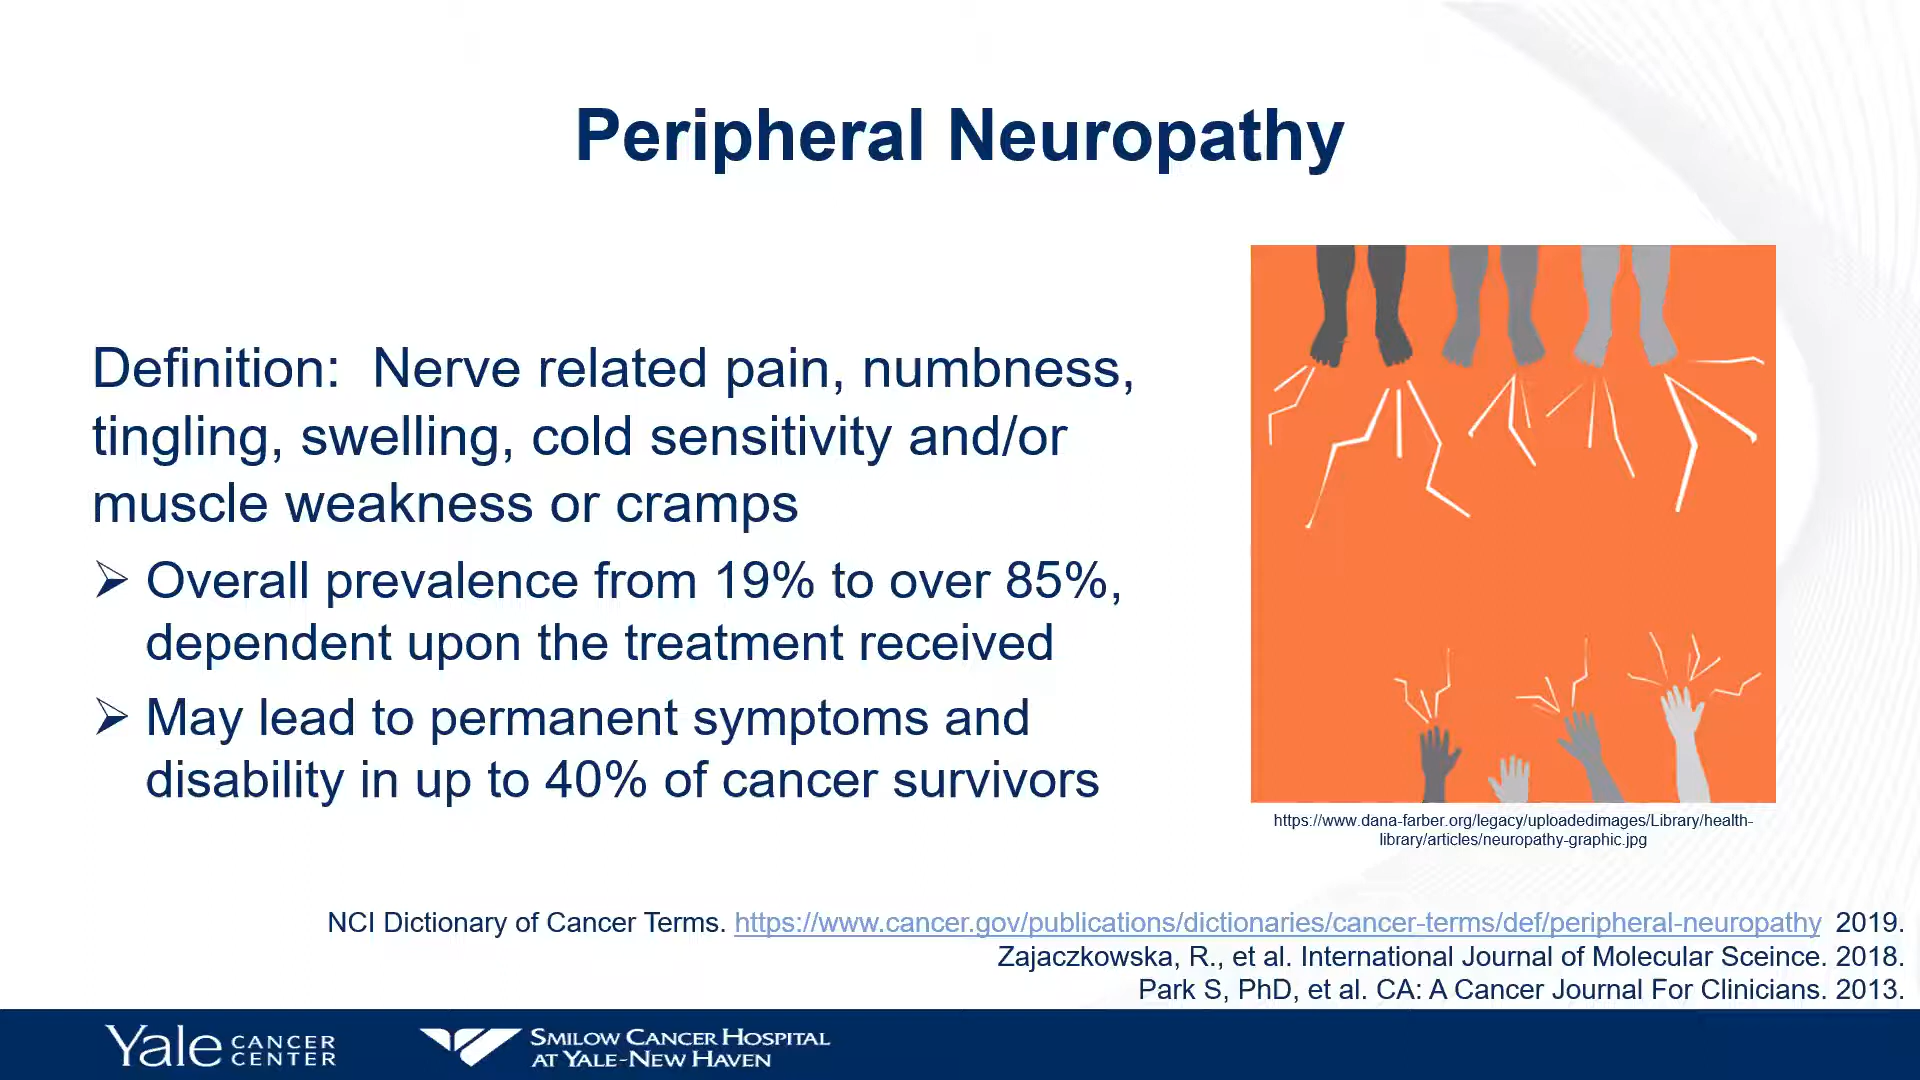 Peripheral Neuropathy
Definition:  Nerve related pain, numbness,
tingling, swelling, cold sensitivity and/or
muscle weakness or cramps
➢ Overall prevalence from 19% to over 85%,
dependent upon the treatment received
➢ May lead to permanent symptoms and
disability in up to 40% of cancer survivors
https://www.dana-farber.org/legacy/uploadedimages/Library/health-
library/articles/neuropathy-graphic.jpg
NCI Dictionary of Cancer Terms. https://www.cancer.gov/publications/dictionaries/cancer-terms/def/peripheral-neuropathy  2019.
Zajaczkowska, R., et al. International Journal of Molecular Sceince. 2018.
Park S, PhD, et al. CA: A Cancer Journal For Clinicians. 2013.
Yale CANCER CENTER
SMILOW CANCER HOSPITAL
AT YALE-NEW HAVEN